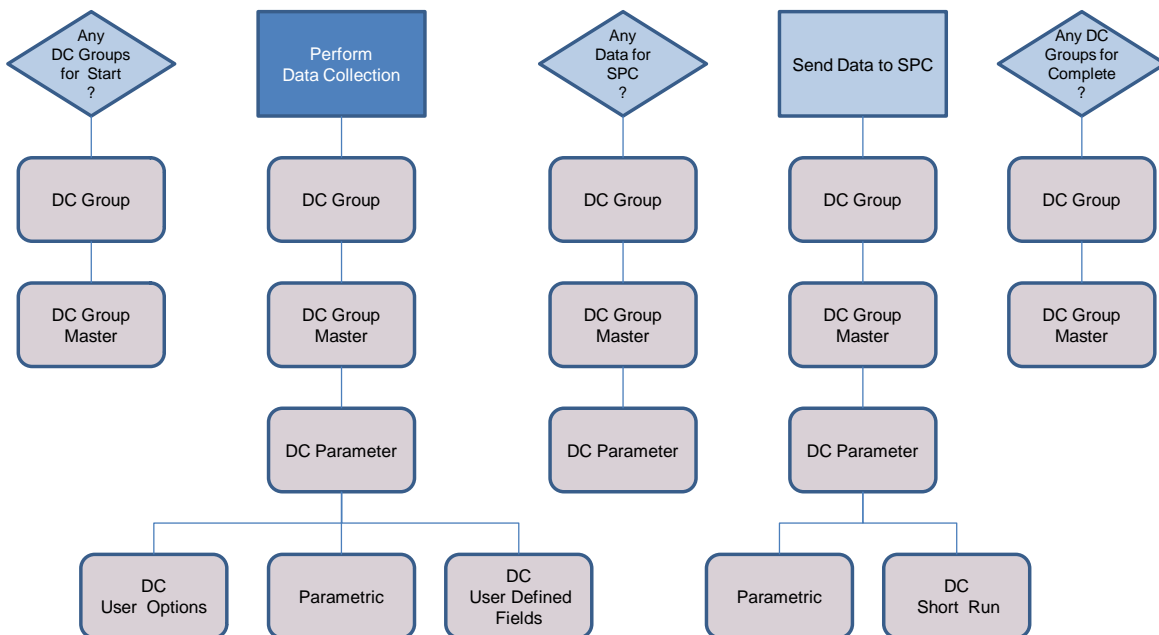 Any
DC Groups
for Start
?
Perform
Data Collection
Any
Data for
SPC
?
Send Data to SPC
Any DC
Groups for
Complete
?
DC Group
DC Group
DC Group
DC Group
DC Group
DC Group
Master
DC Group
Master
DC Group
Master
DC Group
Master
DC Group
Master
DC Parameter
DC Parameter
DC Parameter
DC
User Options
Parametric
DC
User Defined
Fields
Parametric
DC
Short Run